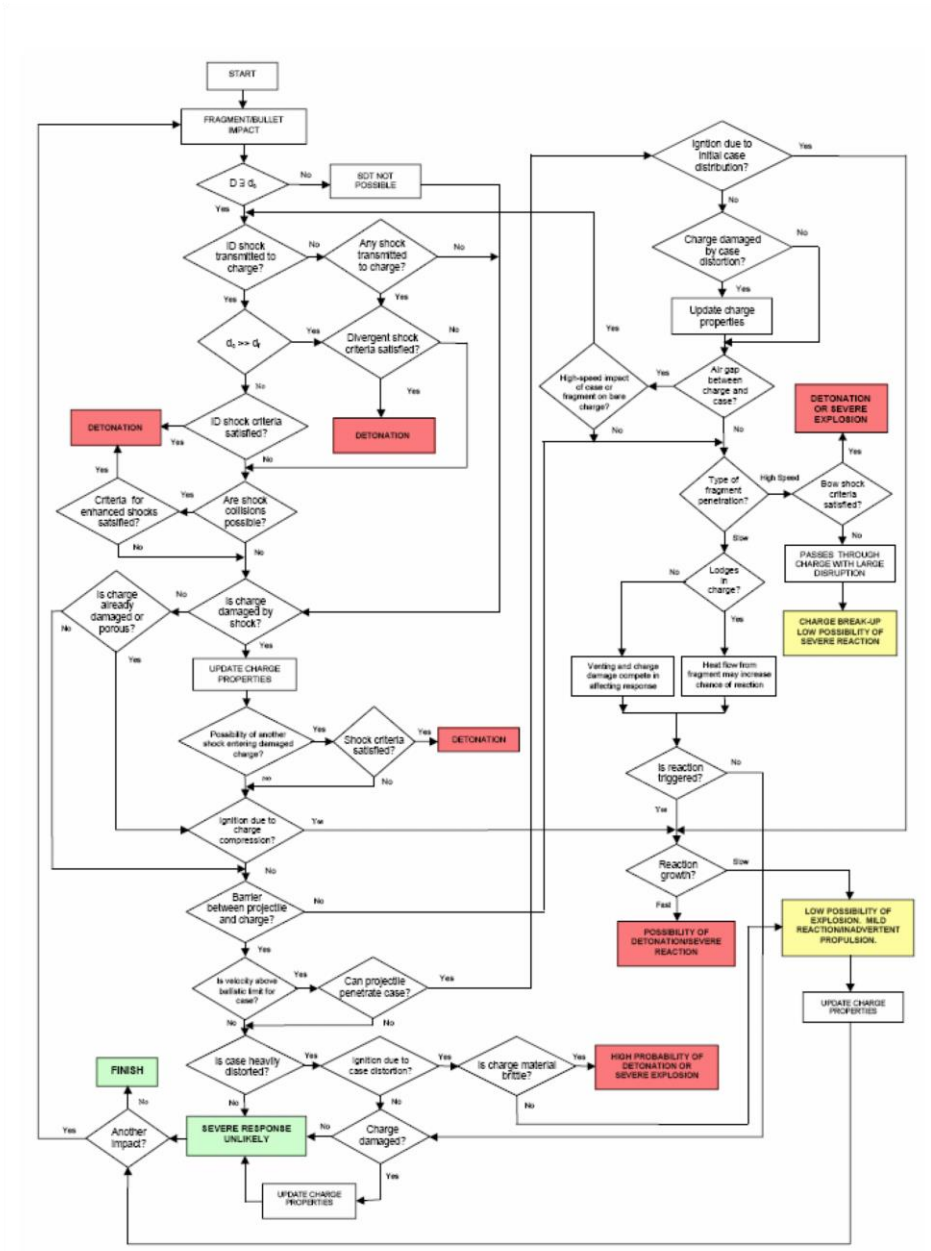 START
FRAGMENT/BULLET
IMPACT
D ∃ dₛ
No
SDT NOT
POSSIBLE
Yes
1D shock
transmitted to
charge?
No
Any shock
transmitted
to charge?
No
Yes
Yes
>>
Yes
Divergent shock
criteria satisfied?
No
No
Yes
DETONATION
Yes
1D shock criteria
satisfied?
DETONATION
No
Yes
Criteria for
enhanced shocks
satsified?
Yes
Are shock
collisions
possible?
No
No
Is charge
already
damaged or
porous?
No
Is charge
damaged by
shock?
No
Yes
Yes
UPDATE CHARGE
PROPERTIES
Possibility of another
shock entering damaged
charge?
Yes
Shock criteria
satisfied?
Yes
DETONATION
no
No
Ignition due to
charge
compression?
Yes
No
Barrier
between projectile
and charge?
No
Yes
Is velocity above
ballistic limit for
case?
Yes
Can projectile
penetrate case?
Yes
No
No
Is case heavily
distorted?
Yes
Ignition due to
case distortion?
Yes
Is charge material
brittle?
Yes
HIGH PROBABILITY OF
DETONATION OR
SEVERE EXPLOSION
No
No
FINISH
No
Yes
Another
Impact?
SEVERE RESPONSE
UNLIKELY
No
Charge
damaged?
Yes
UPDATE CHARGE
PROPERTIES
Igntion due to
initial case
distribution?
Yes
No
Charge damaged
by case
distortion?
No
Yes
Update charge
properties
Yes
High-speed impact
of case or
fragment on bare
charge?
Yes
Air gap
between
charge and
case?
No
No
DETONATION
OR SEVERE
EXPLOSION
Yes
Type of
fragment
penetration?
High Speed
Bow shock
criteria
satisfied?
Slow
No
PASSES THROUGH
CHARGE WITH LARGE
DISRUPTION
No
Lodges
in
charge?
Yes
CHARGE BREAK-UP
LOW POSSIBILITY OF
SEVERE REACTION
Venting and charge
damage compete in
affecting response
Heat flow from
fragment may increase
chance of reaction
Is reaction
triggered?
No
Yes
Reaction
growth?
Slow
Fast
POSSIBILITY OF
DETONATION/SEVERE
REACTION
LOW POSSIBILITY OF
EXPLOSION. MILD
REACTION/INADVERTENT
PROPULSION.
UPDATE CHARGE
PROPERTIES